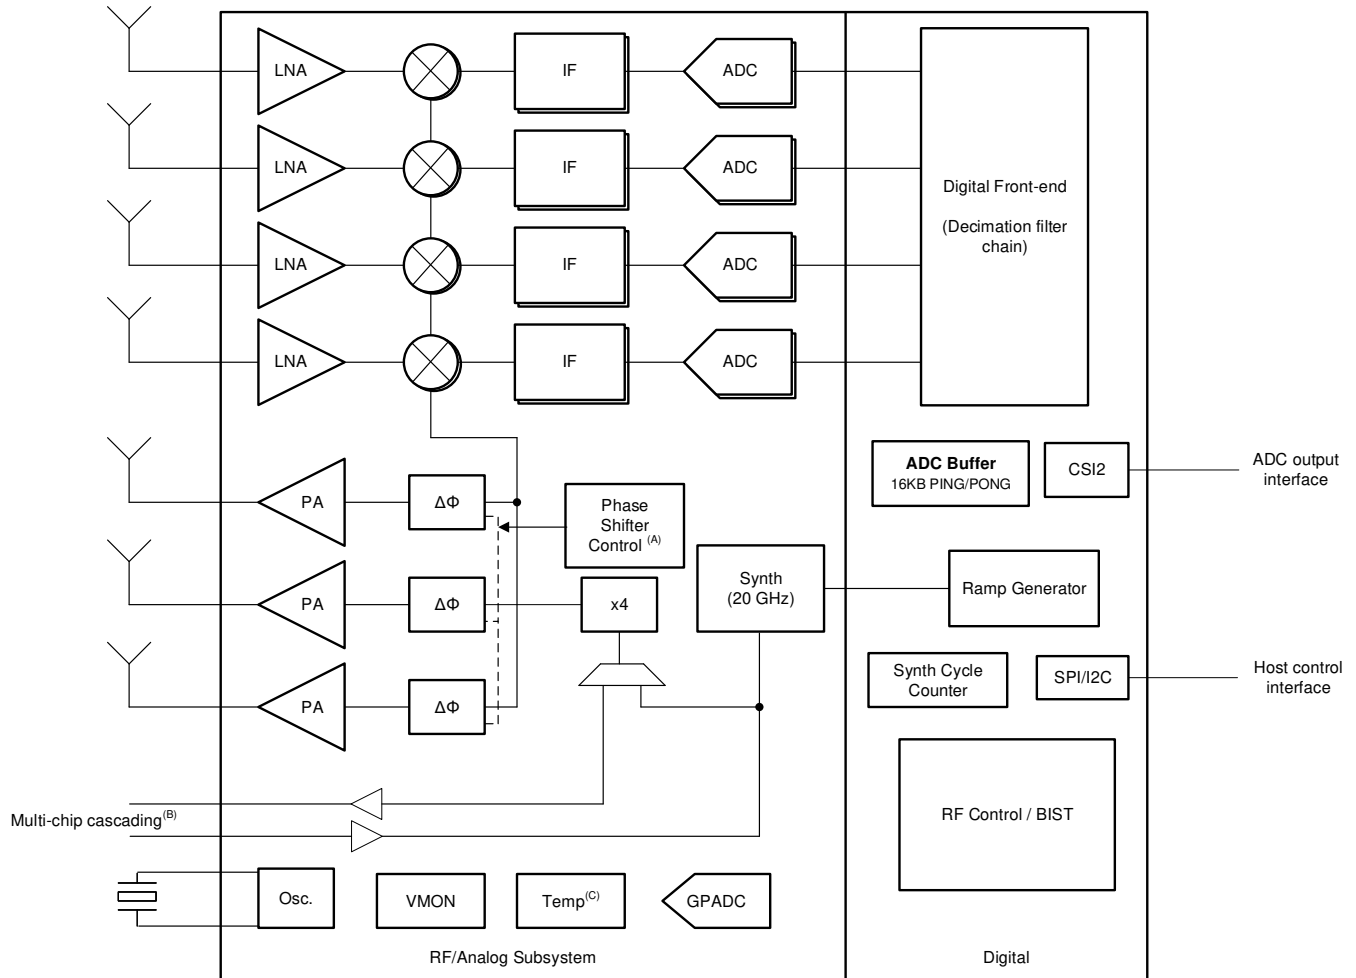 LNA
IF
ADC
LNA
IF
ADC
LNA
IF
ADC
LNA
IF
ADC
Digital Front-end
(Decimation filter
chain)
PA
ΔΦ
Phase
Shifter
Control (A)
ADC Buffer
16KB PING/PONG
CSI2
ADC output
interface
PA
ΔΦ
x4
Synth
(20 GHz)
Ramp Generator
PA
ΔΦ
Synth Cycle
Counter
SPI/I2C
Host control
interface
Multi-chip cascading(B)
RF Control / BIST
Osc.
VMON
Temp(C)
GPADC
RF/Analog Subsystem
Digital